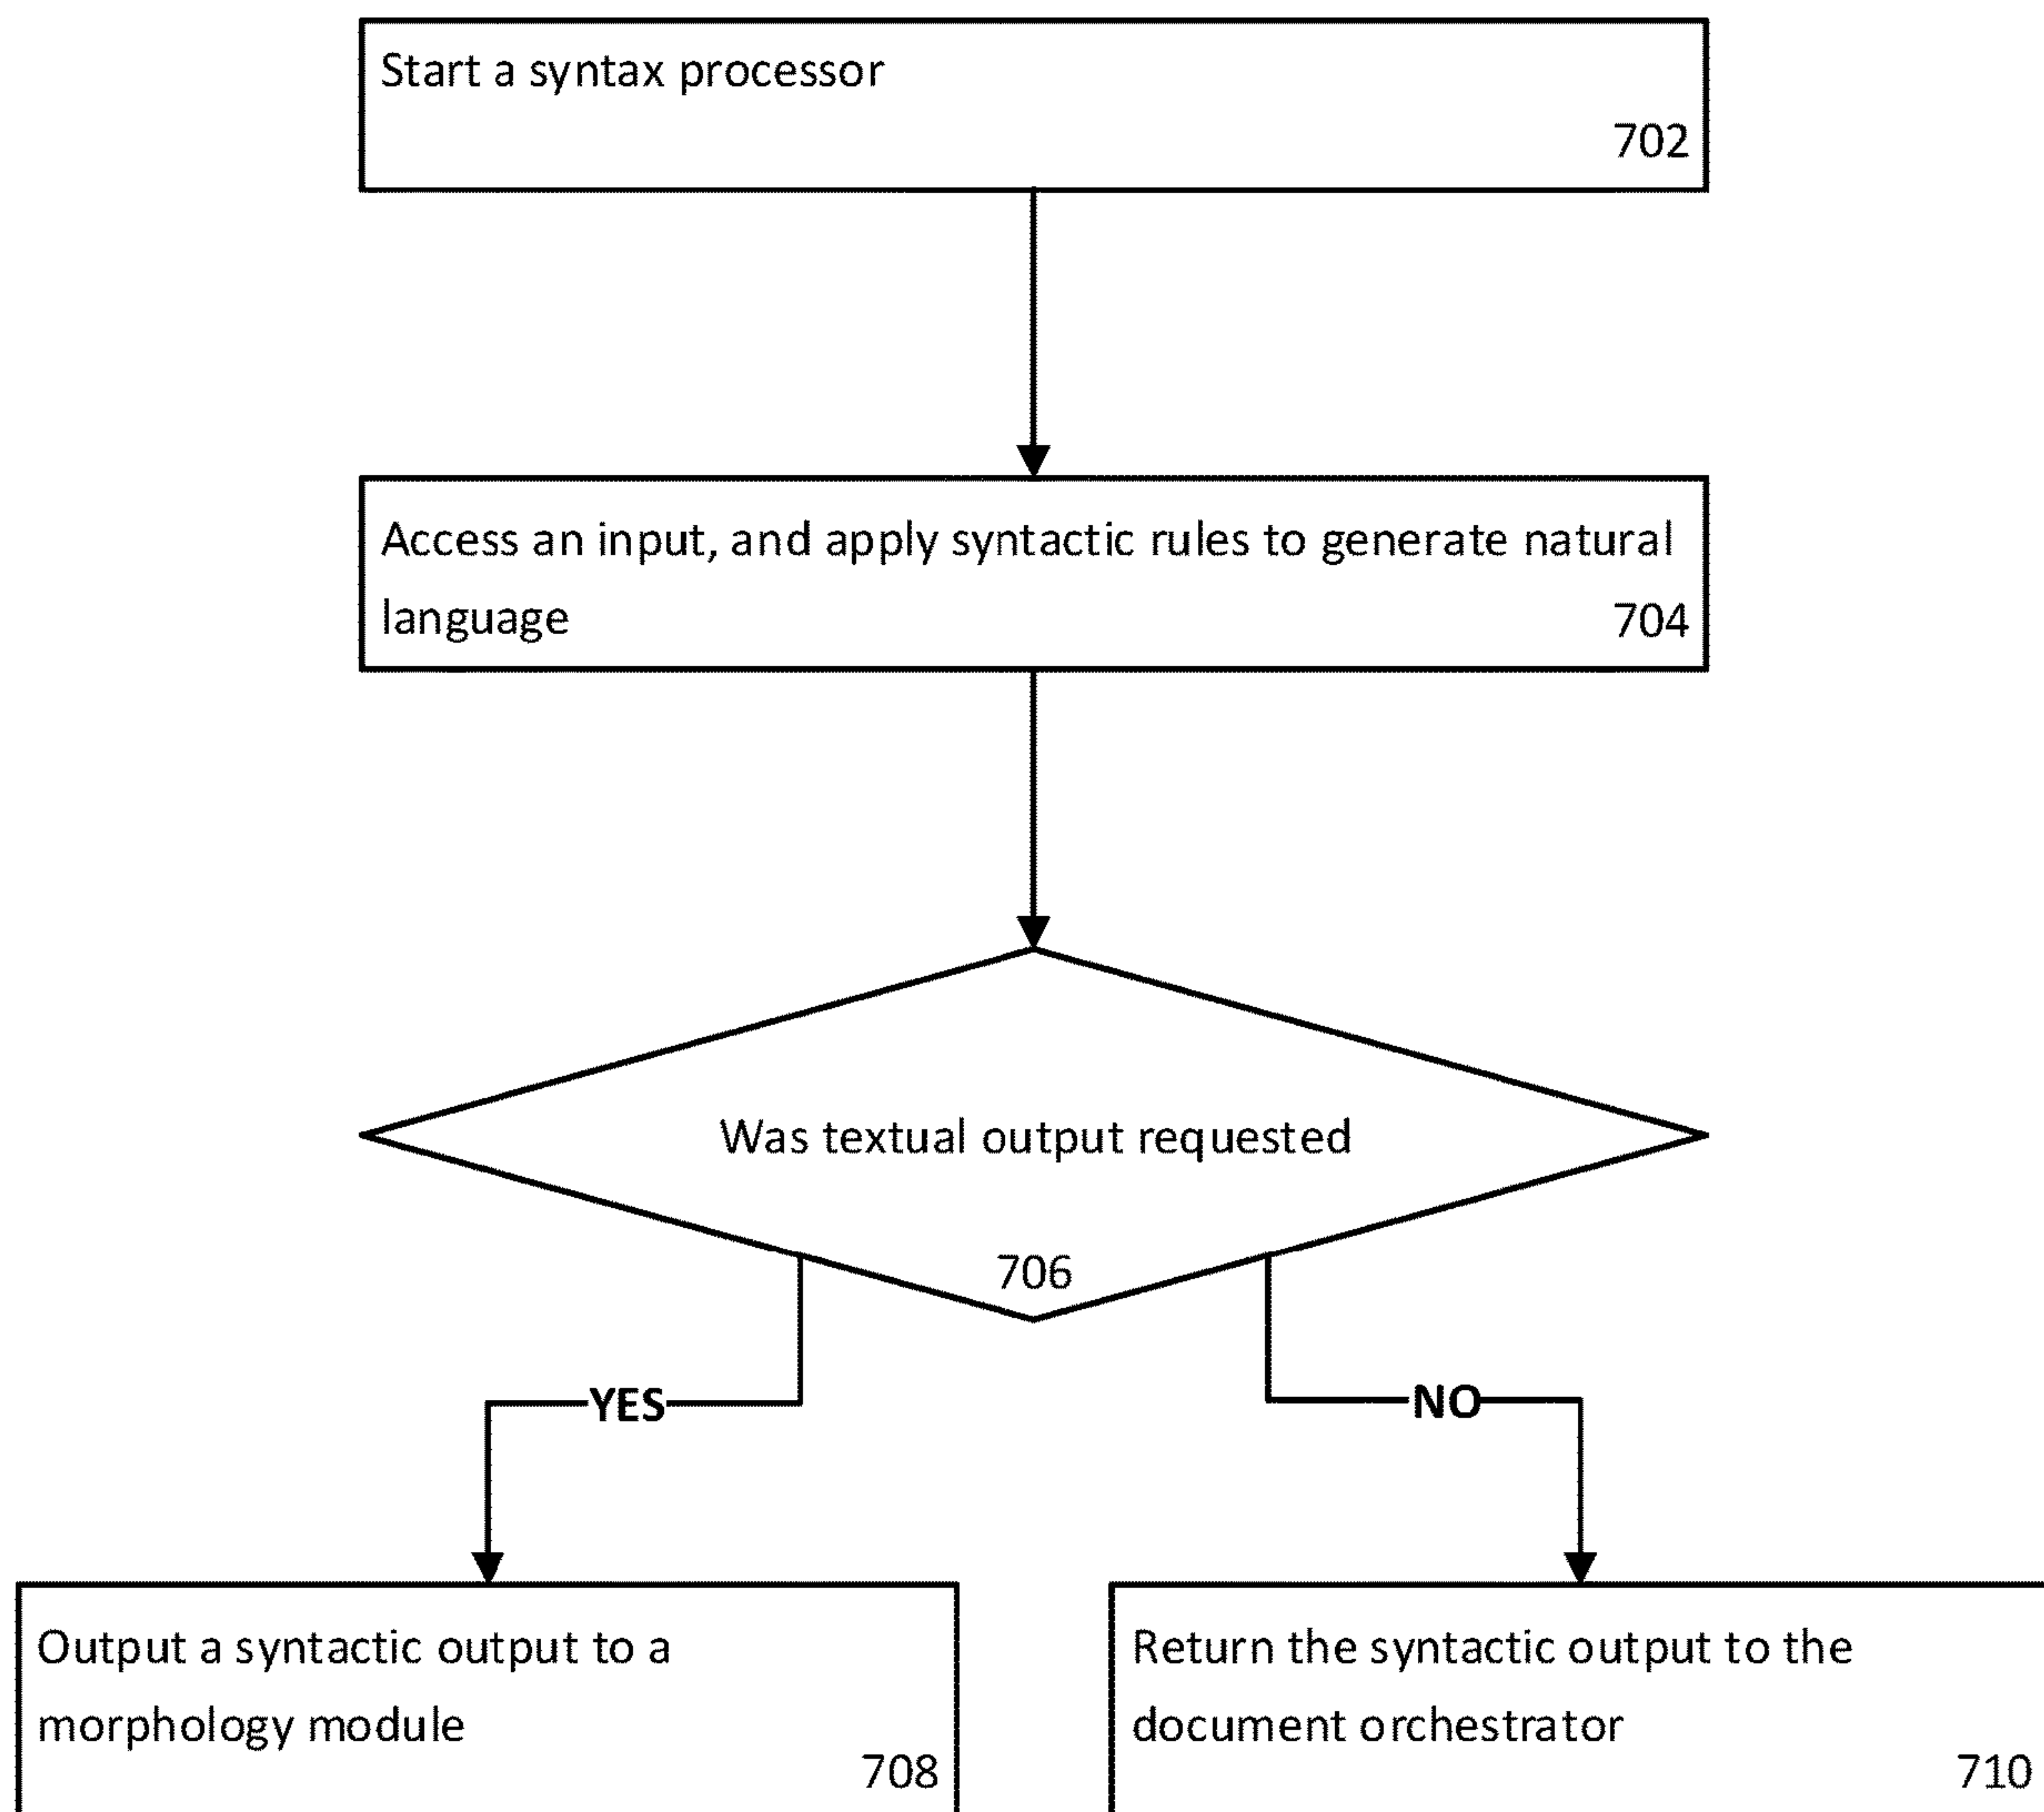 Start a syntax processor
702
Access an input, and apply syntactic rules to generate natural
language
704
Was textual output requested
706
YES
NO
Output a syntactic output to a
morphology module
708
Return the syntactic output to the
document orchestrator
710